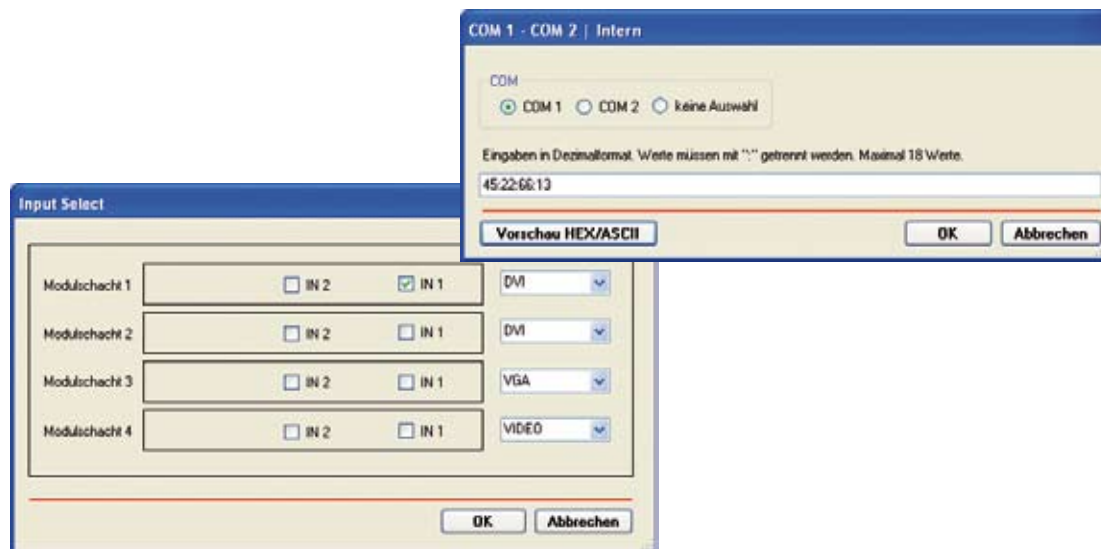 COM 1 - COM 2 | Intern
COM
COM 1 COM 2 keine Auswahl
Eingaben in Dezimalformat. Werte müssen mit ":" getrennt werden. Maximal 18 Werte.
45:22:66:13
Vorschau HEX/ASCII OK Abbrechen
Input Select
Modulschacht 1 IN 2 IN 1 DVI
Modulschacht 2 IN 2 IN 1 DVI
Modulschacht 3 IN 2 IN 1 VGA
Modulschacht 4 IN 2 IN 1 VIDEO
OK Abbrechen